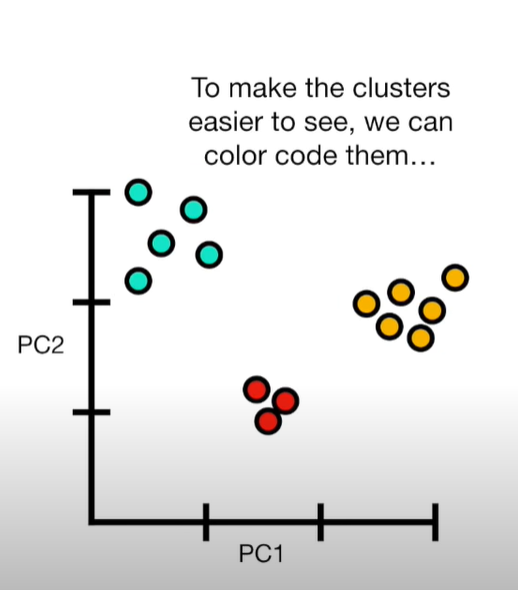 To make the clusters
easier to see, we can
color code them…
PC2
PC1